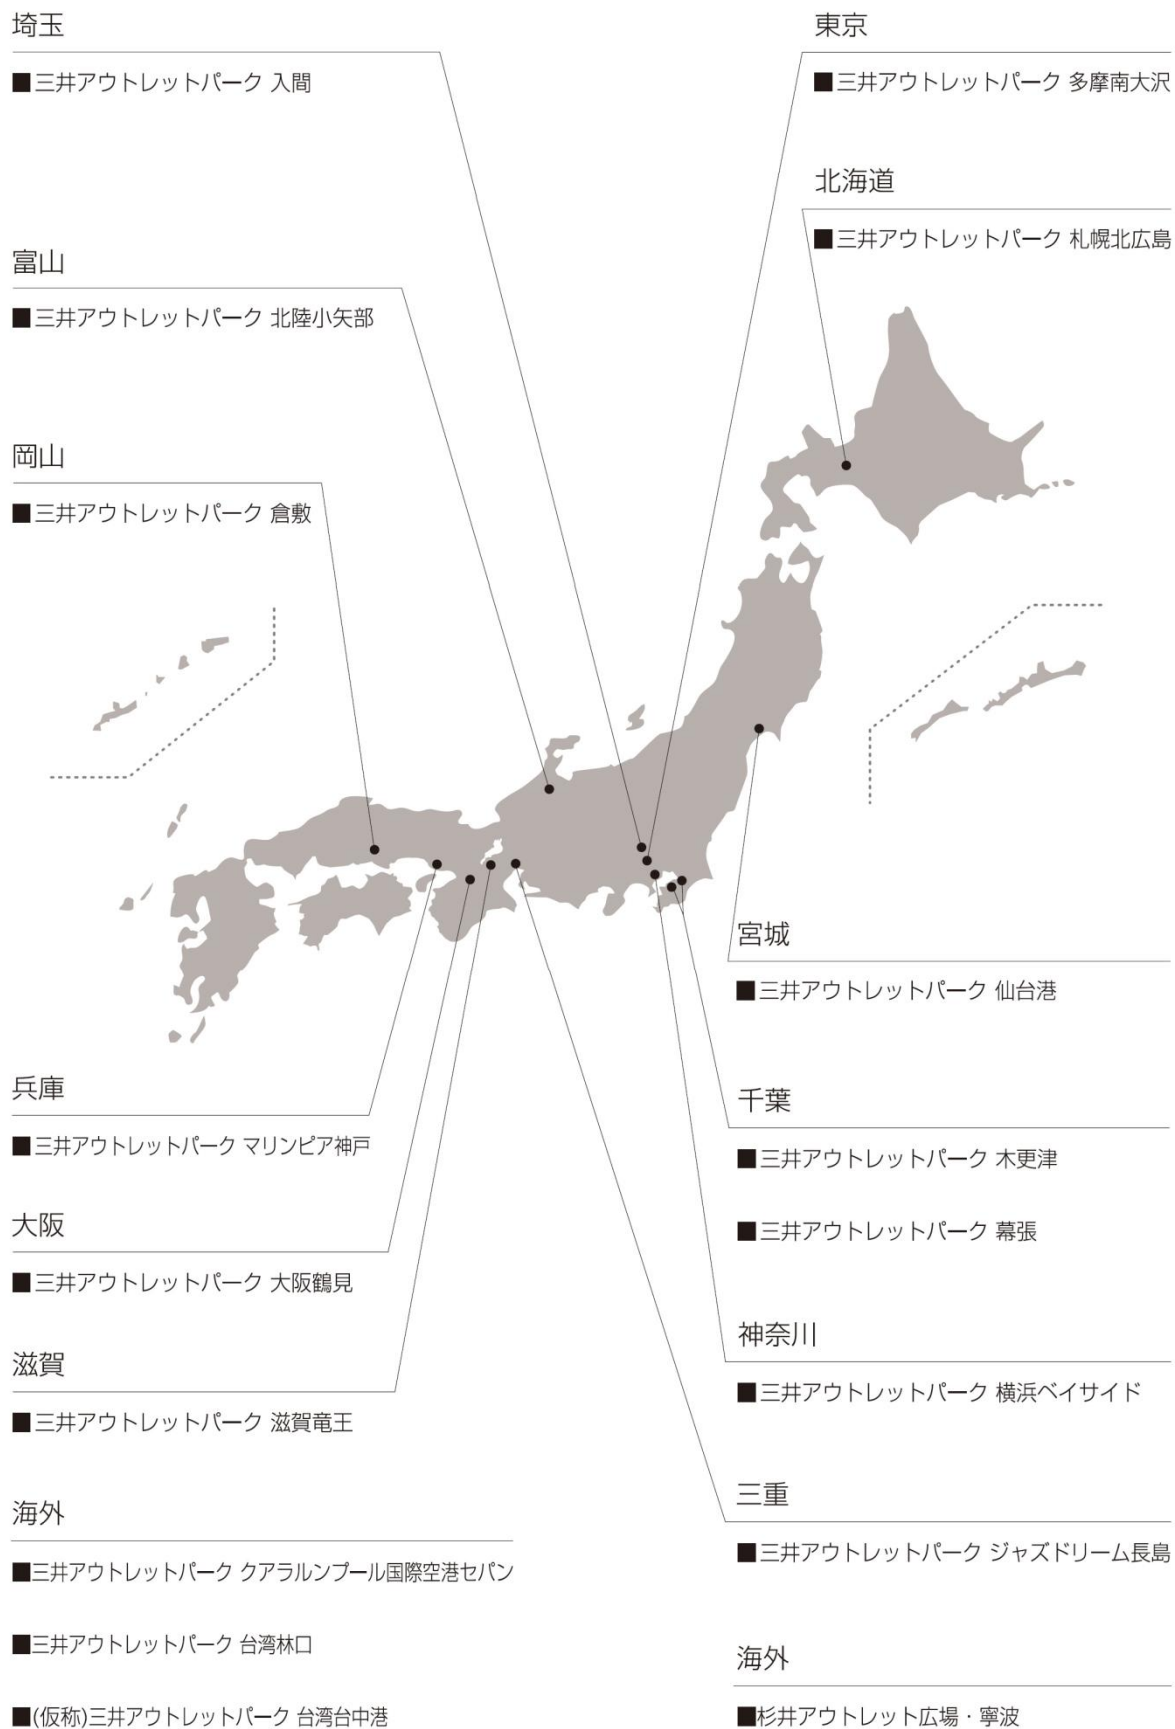 埼玉
■三井アウトレットパーク 入間
富山
■三井アウトレットパーク 北陸小矢部
岡山
■三井アウトレットパーク 倉敷
兵庫
■三井アウトレットパーク マリンピア神戸
大阪
■三井アウトレットパーク 大阪鶴見
滋賀
■三井アウトレットパーク 滋賀竜王
海外
■三井アウトレットパーク クアラルンプール国際空港セパン
■三井アウトレットパーク 台湾林口
■(仮称)三井アウトレットパーク 台湾台中港
東京
■三井アウトレットパーク 多摩南大沢
北海道
■三井アウトレットパーク 札幌北広島
宮城
■三井アウトレットパーク 仙台港
千葉
■三井アウトレットパーク 木更津
■三井アウトレットパーク 幕張
神奈川
■三井アウトレットパーク 横浜ベイサイド
三重
■三井アウトレットパーク ジャズドリーム長島
海外
■杉井アウトレット広場・寧波